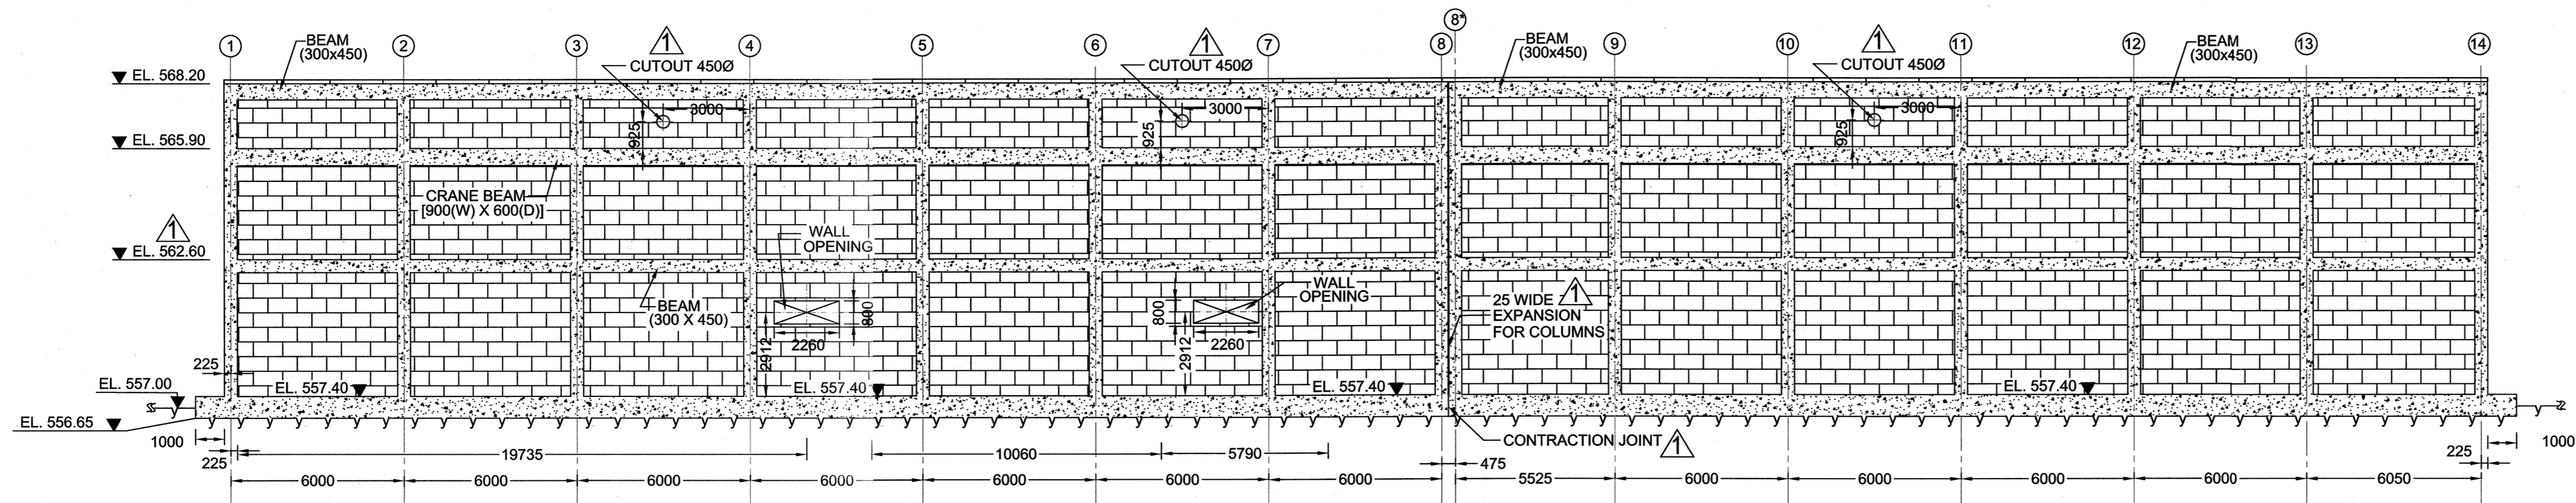 8*
1
2
3
4
5
6
7
8
9
10
11
12
13
14
BEAM
(300x450)
1
CUTOUT 450Ø
1
CUTOUT 450Ø
BEAM
(300x450)
1
CUTOUT 450Ø
BEAM
(300x450)
EL. 568.20
3000
3000
3000
925
925
925
EL. 565.90
CRANE BEAM
[900(W) X 600(D)]
1
EL. 562.60
WALL
OPENING
WALL
OPENING
BEAM
(300 X 450)
800
2260
2912
800
2260
2912
25 WIDE
1
EXPANSION
FOR COLUMNS
225
EL. 557.00
EL. 557.40
EL. 557.40
EL. 557.40
EL. 557.40
EL. 556.65
1000
225
19735
10060
5790
475
CONTRACTION JOINT
1
225
1000
6000
6000
6000
6000
6000
6000
6000
5525
6000
6000
6000
6000
6050